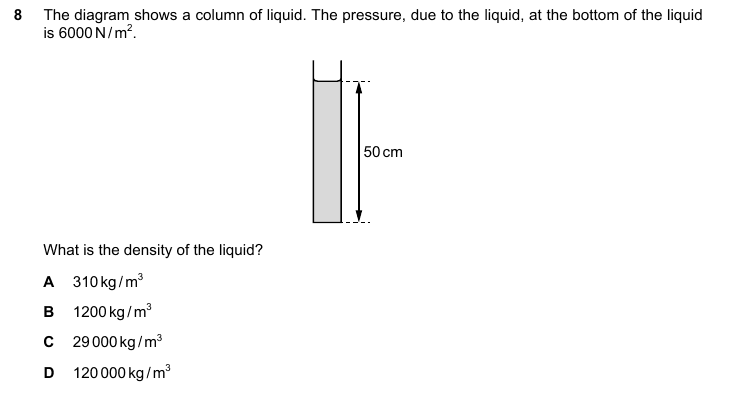 8 The diagram shows a column of liquid. The pressure, due to the liquid, at the bottom of the liquid
is 6000 N/m².
50 cm
What is the density of the liquid?
A 310 kg/m³
B 1200 kg/m³
C 29 000 kg/m³
D 120 000 kg/m³